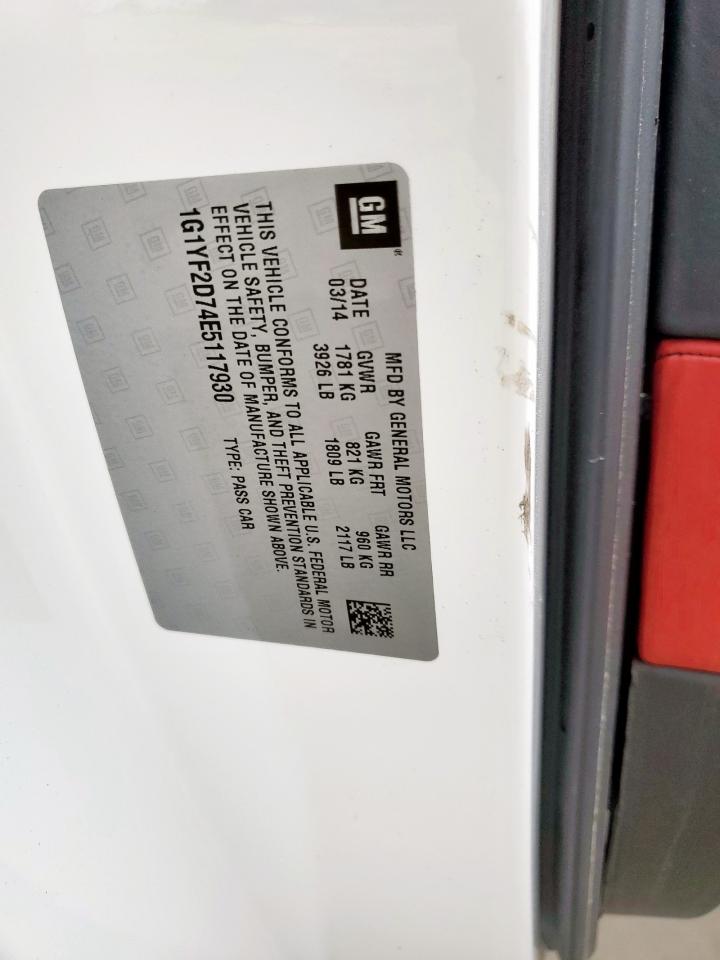 GM
MFD BY GENERAL MOTORS LLC
DATE GVWR GAWR FRT GAWR RR
03/14 1781 KG 821 KG 960 KG
3926 LB 1809 LB 2117 LB
THIS VEHICLE CONFORMS TO ALL APPLICABLE U.S. FEDERAL MOTOR
VEHICLE SAFETY, BUMPER, AND THEFT PREVENTION STANDARDS IN
EFFECT ON THE DATE OF MANUFACTURE SHOWN ABOVE.
1G1YF2D74E5117930 TYPE: PASS CAR